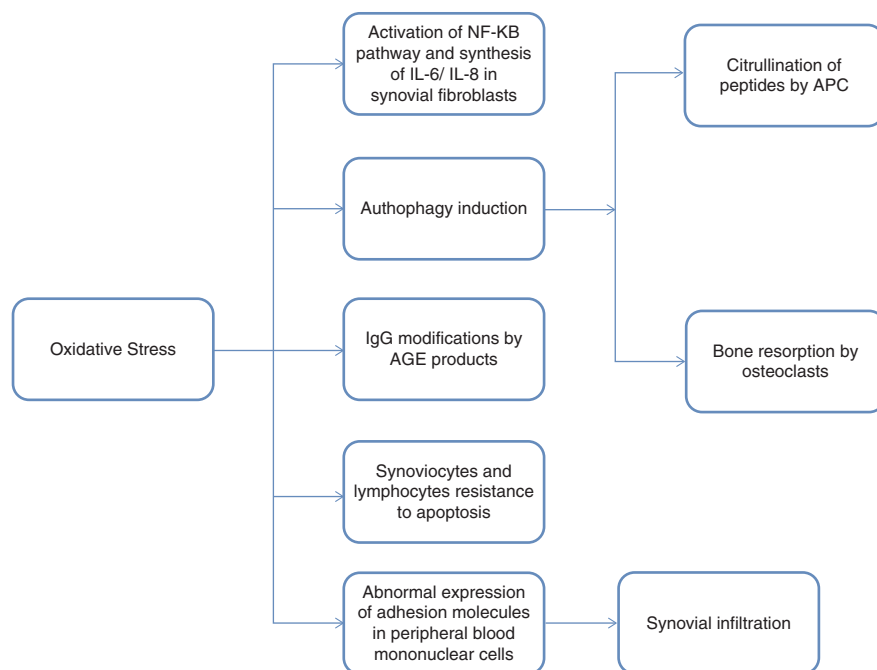 Activation of NF-KB
pathway and synthesis
of IL-6/ IL-8 in
synovial fibroblasts
Citrullination of
peptides by APC
Authophagy induction
Oxidative Stress
IgG modifications by
AGE products
Bone resorption by
osteoclasts
Synoviocytes and
lymphocytes resistance
to apoptosis
Abnormal expression
of adhesion molecules
in peripheral blood
mononuclear cells
Synovial infiltration